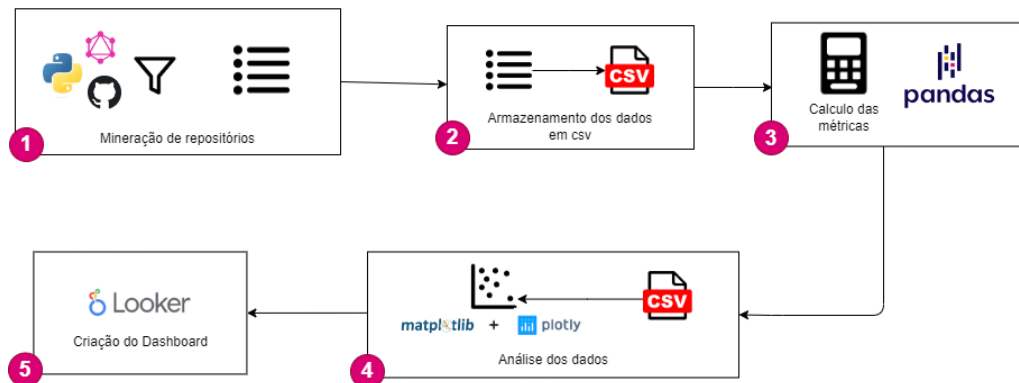 Mineração de repositórios
1
CSV
Armazenamento dos dados
em csv
2
Calculo das
métricas
pandas
3
CSV
matplotlib + plotly
Análise dos dados
4
Looker
Criação do Dashboard
5